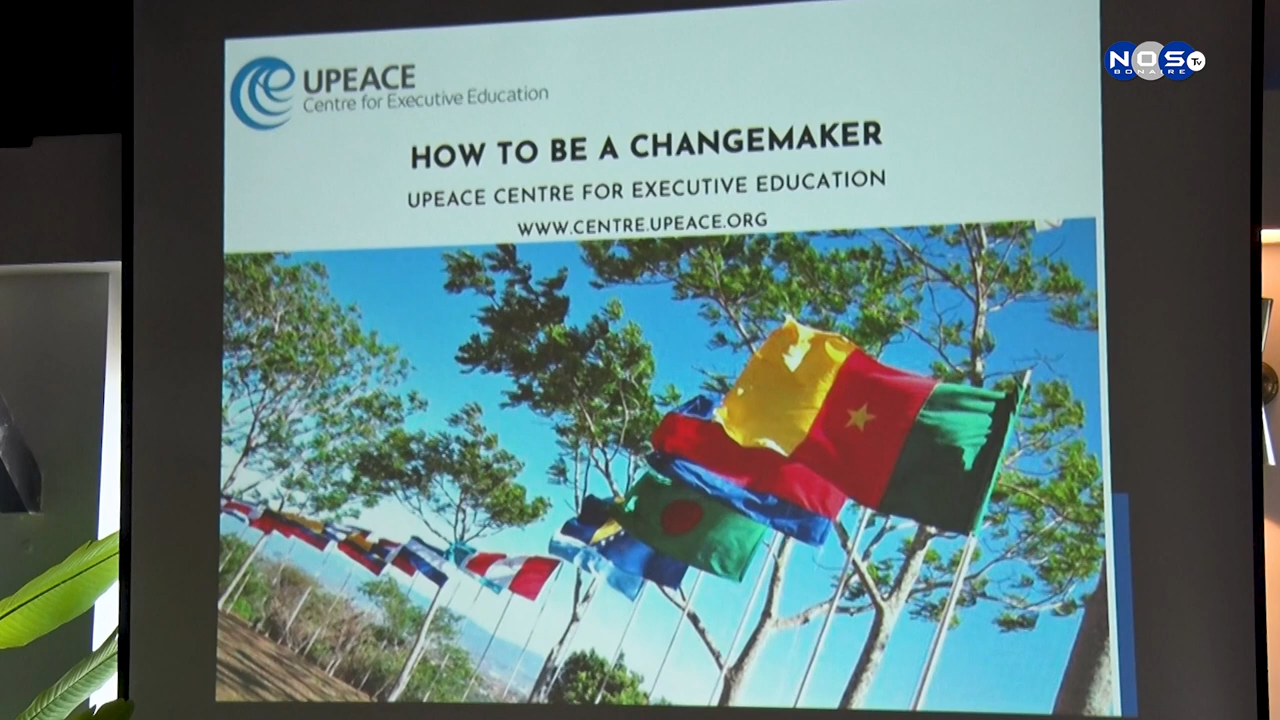 UPEACE
Centre for Executive Education
HOW TO BE A CHANGEMAKER
UPEACE CENTRE FOR EXECUTIVE EDUCATION
WWW.CENTRE.UPEACE.ORG
NOS TV
BONAIRE